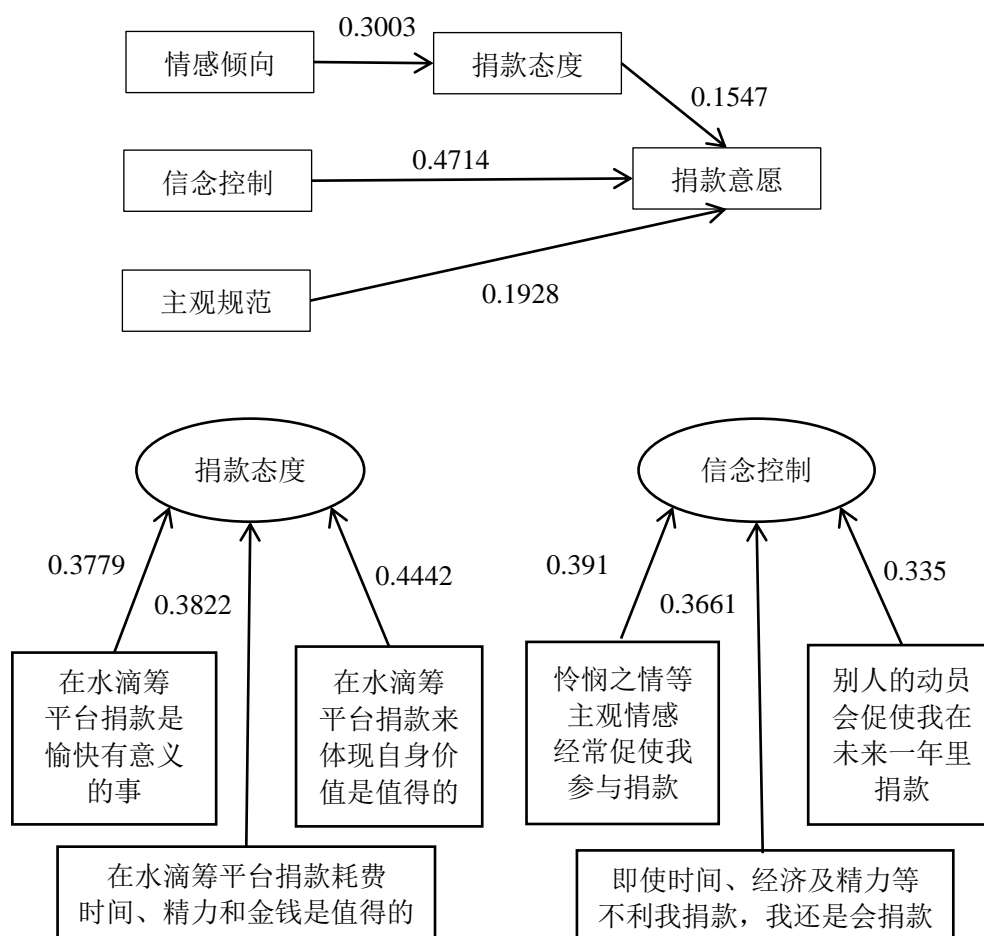 0.3003
情感倾向
捐款态度
0.1547
0.4714
信念控制
捐款意愿
主观规范
0.1928
捐款态度
信念控制
0.3779
0.3822
0.4442
0.391
0.3661
0.335
在水滴筹
平台捐款是
愉快有意义
的事
在水滴筹
平台捐款来
体现自身价
值是值得的
怜悯之情等
主观情感
经常促使我
参与捐款
别人的动员
会促使我在
未来一年里
捐款
在水滴筹平台捐款耗费
时间、精力和金钱是值得的
即使时间、经济及精力等
不利我捐款，我还是会捐款